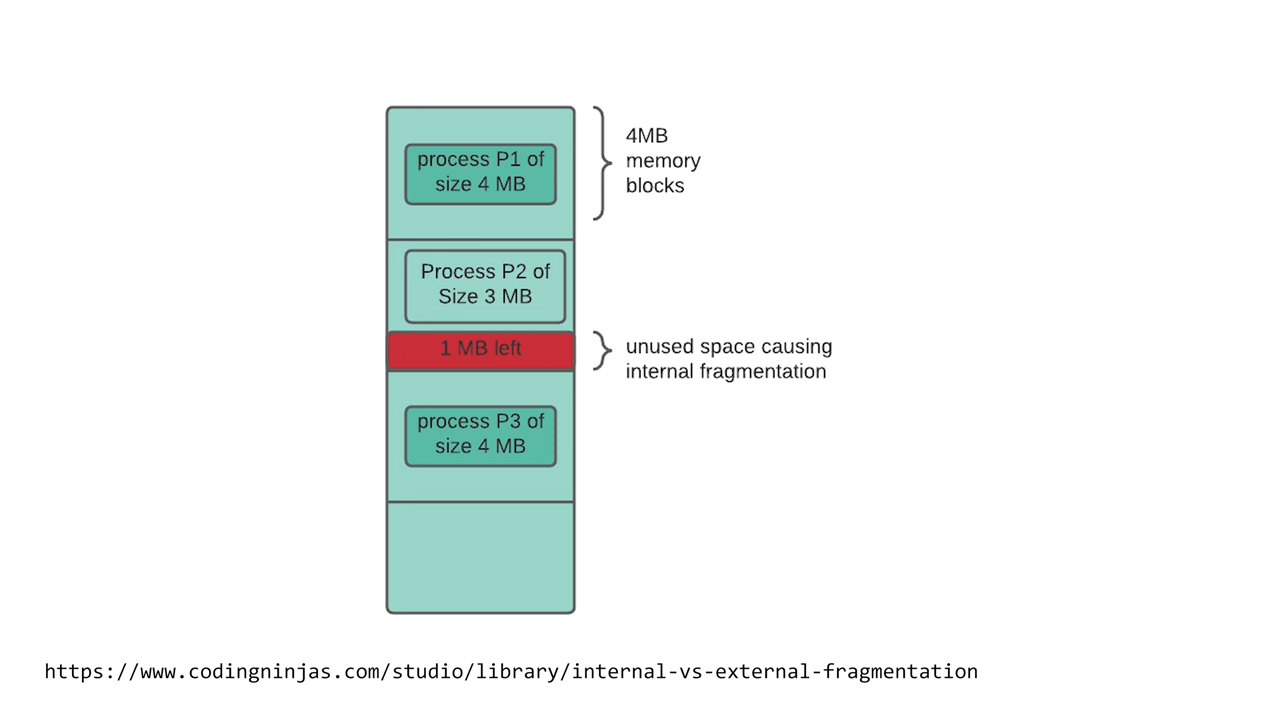 process P1 of
size 4 MB
4MB
memory
blocks
Process P2 of
Size 3 MB
1 MB left
unused space causing
internal fragmentation
process P3 of
size 4 MB
https://www.codingninjas.com/studio/library/internal-vs-external-fragmentation